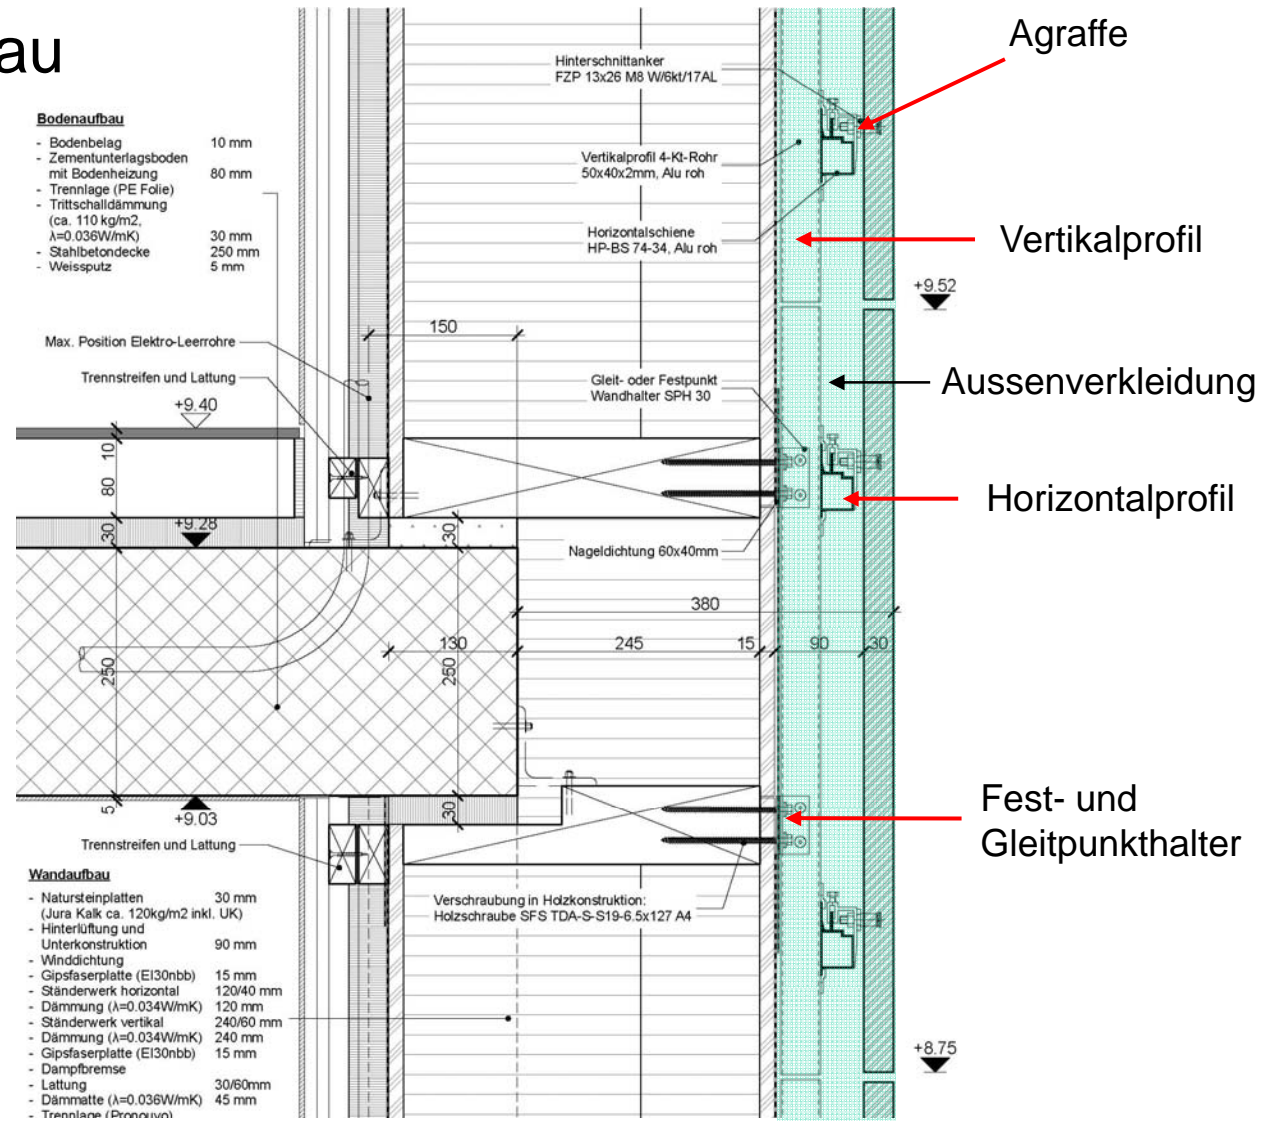 au
Agraffe
Hinterschnittanker
FZP 13x26 M8 W/6kt/17AL
Bodenaufbau
- Bodenbelag 10 mm
- Zementunterlagsboden
mit Bodenheizung 80 mm
- Trennlage (PE Folie)
- Trittschalldämmung
(ca. 110 kg/m2,
λ=0.036W/mK) 30 mm
- Stahlbetondecke 250 mm
- Weissputz 5 mm
Vertikalprofil 4-Kt-Rohr
50x40x2mm, Alu roh
Horizontalschiene
HP-BS 74-34, Alu roh
Vertikalprofil
+9.52
150
Max. Position Elektro-Leerrohre
Trennstreifen und Lattung
Gleit- oder Festpunkt
Wandhalter SPH 30
Aussenverkleidung
+9.40
10
80
30
+9.28
30
Horizontalprofil
Nageldichtung 60x40mm
380
130 245 15 90 30
250
250
5
+9.03
30
Fest- und
Gleitpunkthalter
Trennstreifen und Lattung
Wandaufbau
- Natursteinplatten 30 mm
(Jura Kalk ca. 120kg/m2 inkl. UK)
- Hinterlüftung und
Unterkonstruktion 90 mm
- Winddichtung
- Gipsfaserplatte (EI30nbb) 15 mm
- Ständerwerk horizontal 120/40 mm
- Dämmung (λ=0.034W/mK) 120 mm
- Ständerwerk vertikal 240/60 mm
- Dämmung (λ=0.034W/mK) 240 mm
- Gipsfaserplatte (EI30nbb) 15 mm
- Dampfbremse
- Lattung 30/60mm
- Dämmatte (λ=0.036W/mK) 45 mm
- Trennlage (Pronouvo)
Verschraubung in Holzkonstruktion:
Holzschraube SFS TDA-S-S19-6.5x127 A4
+8.75